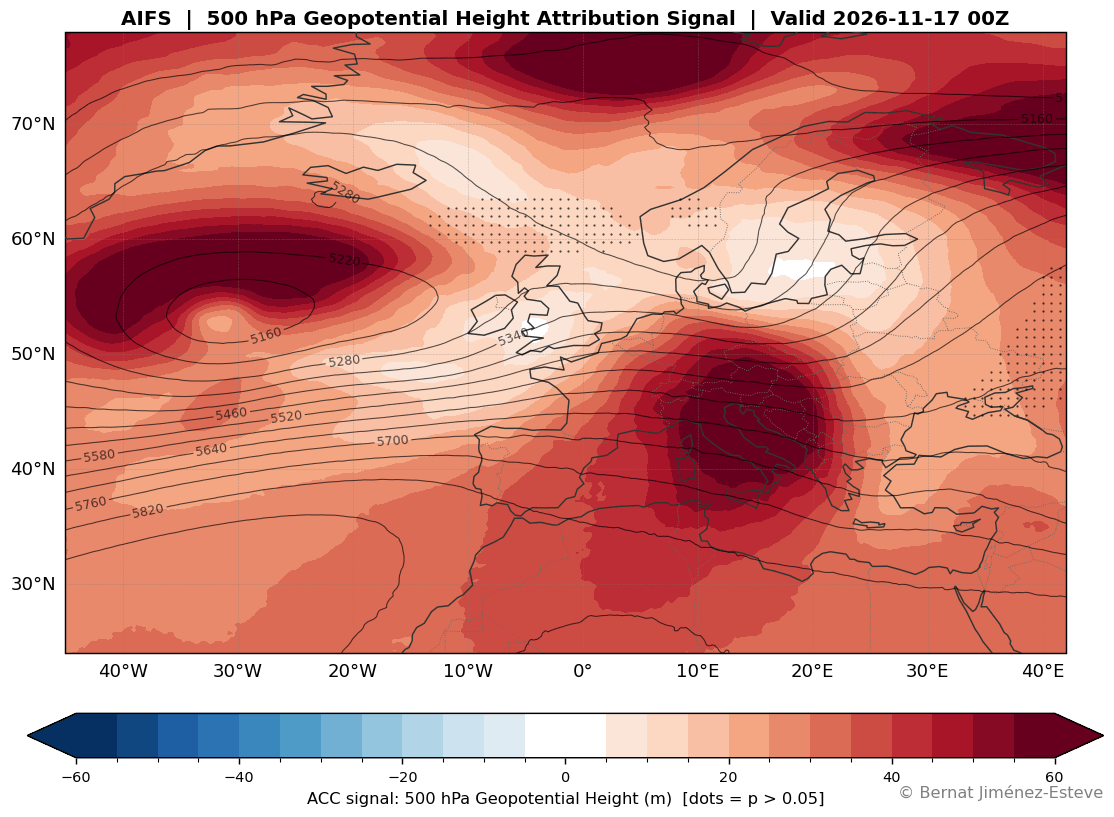 AIFS | 500 hPa Geopotential Height Attribution Signal | Valid 2026-11-17 00Z
70°N
60°N
50°N
40°N
30°N
5160
5280
5220
5160
5280
5340
5460
5520
5580
5640
5700
5760
5820
40°W
30°W
20°W
10°W
0°
10°E
20°E
30°E
40°E
−60
−40
−20
0
20
40
60
ACC signal: 500 hPa Geopotential Height (m) [dots = p > 0.05]
© Bernat Jiménez-Esteve